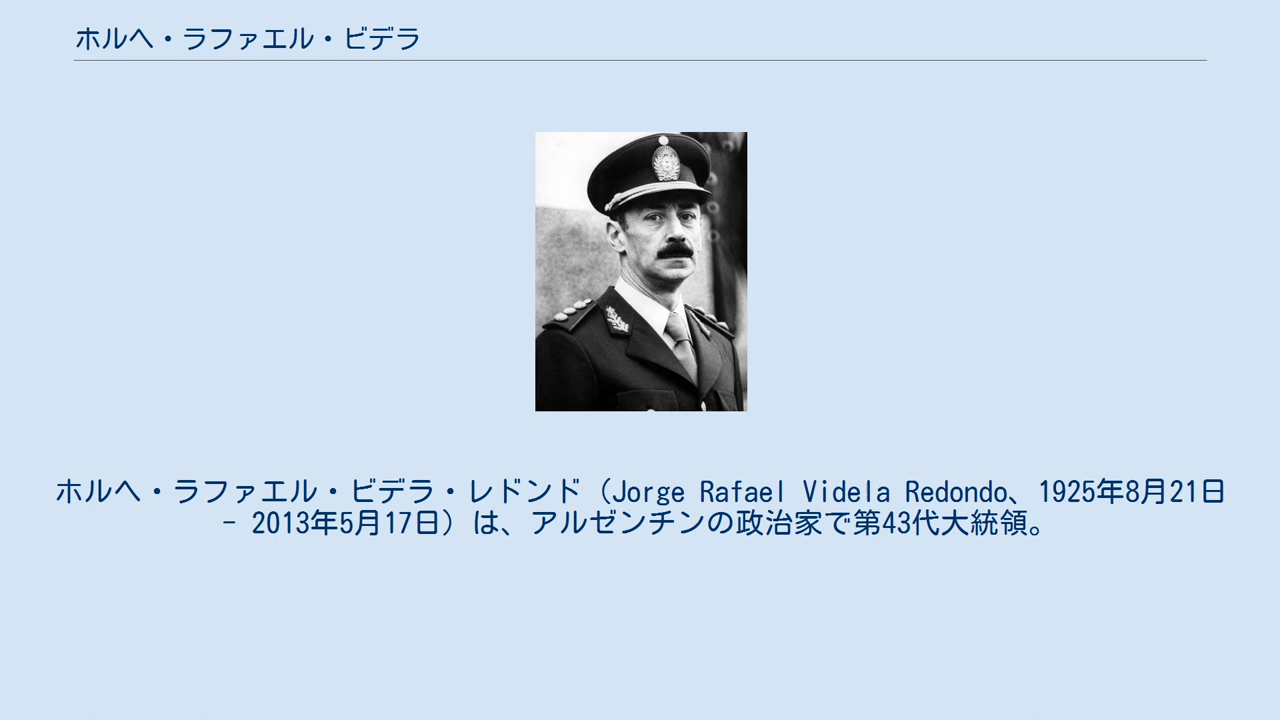 ホルヘ・ラファエル・ビデラ
ホルヘ・ラファエル・ビデラ・レドンド（Jorge Rafael Videla Redondo、1925年8月21日
- 2013年5月17日）は、アルゼンチンの政治家で第43代大統領。